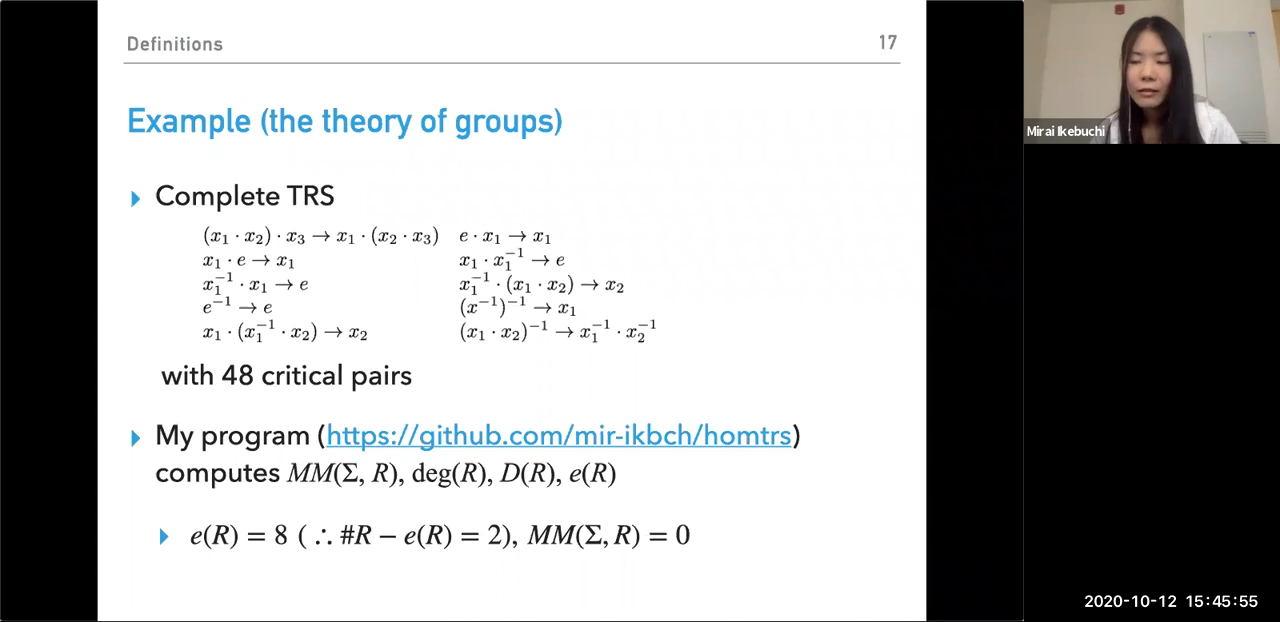 Definitions 17
Example (the theory of groups)
Complete TRS
(x₁ · x₂) · x₃ → x₁ · (x₂ · x₃) e · x₁ → x₁
x₁ · e → x₁ x₁⁻¹ · x₁ → e
x₁⁻¹ · x₁ → e x₁⁻¹ · (x₁ · x₂) → x₂
e⁻¹ → e (x⁻¹)⁻¹ → x₁
x₁ · (x₁⁻¹ · x₂) → x₂ (x₁ · x₂)⁻¹ → x₁⁻¹ · x₂⁻¹
with 48 critical pairs
My program (https://github.com/mir-ikbch/homtrs)
computes MM(Σ, R), deg(R), D(R), e(R)
e(R) = 8 ( ∴ #R − e(R) = 2), MM(Σ, R) = 0
Mirai Ikebuchi
2020-10-12 15:45:55